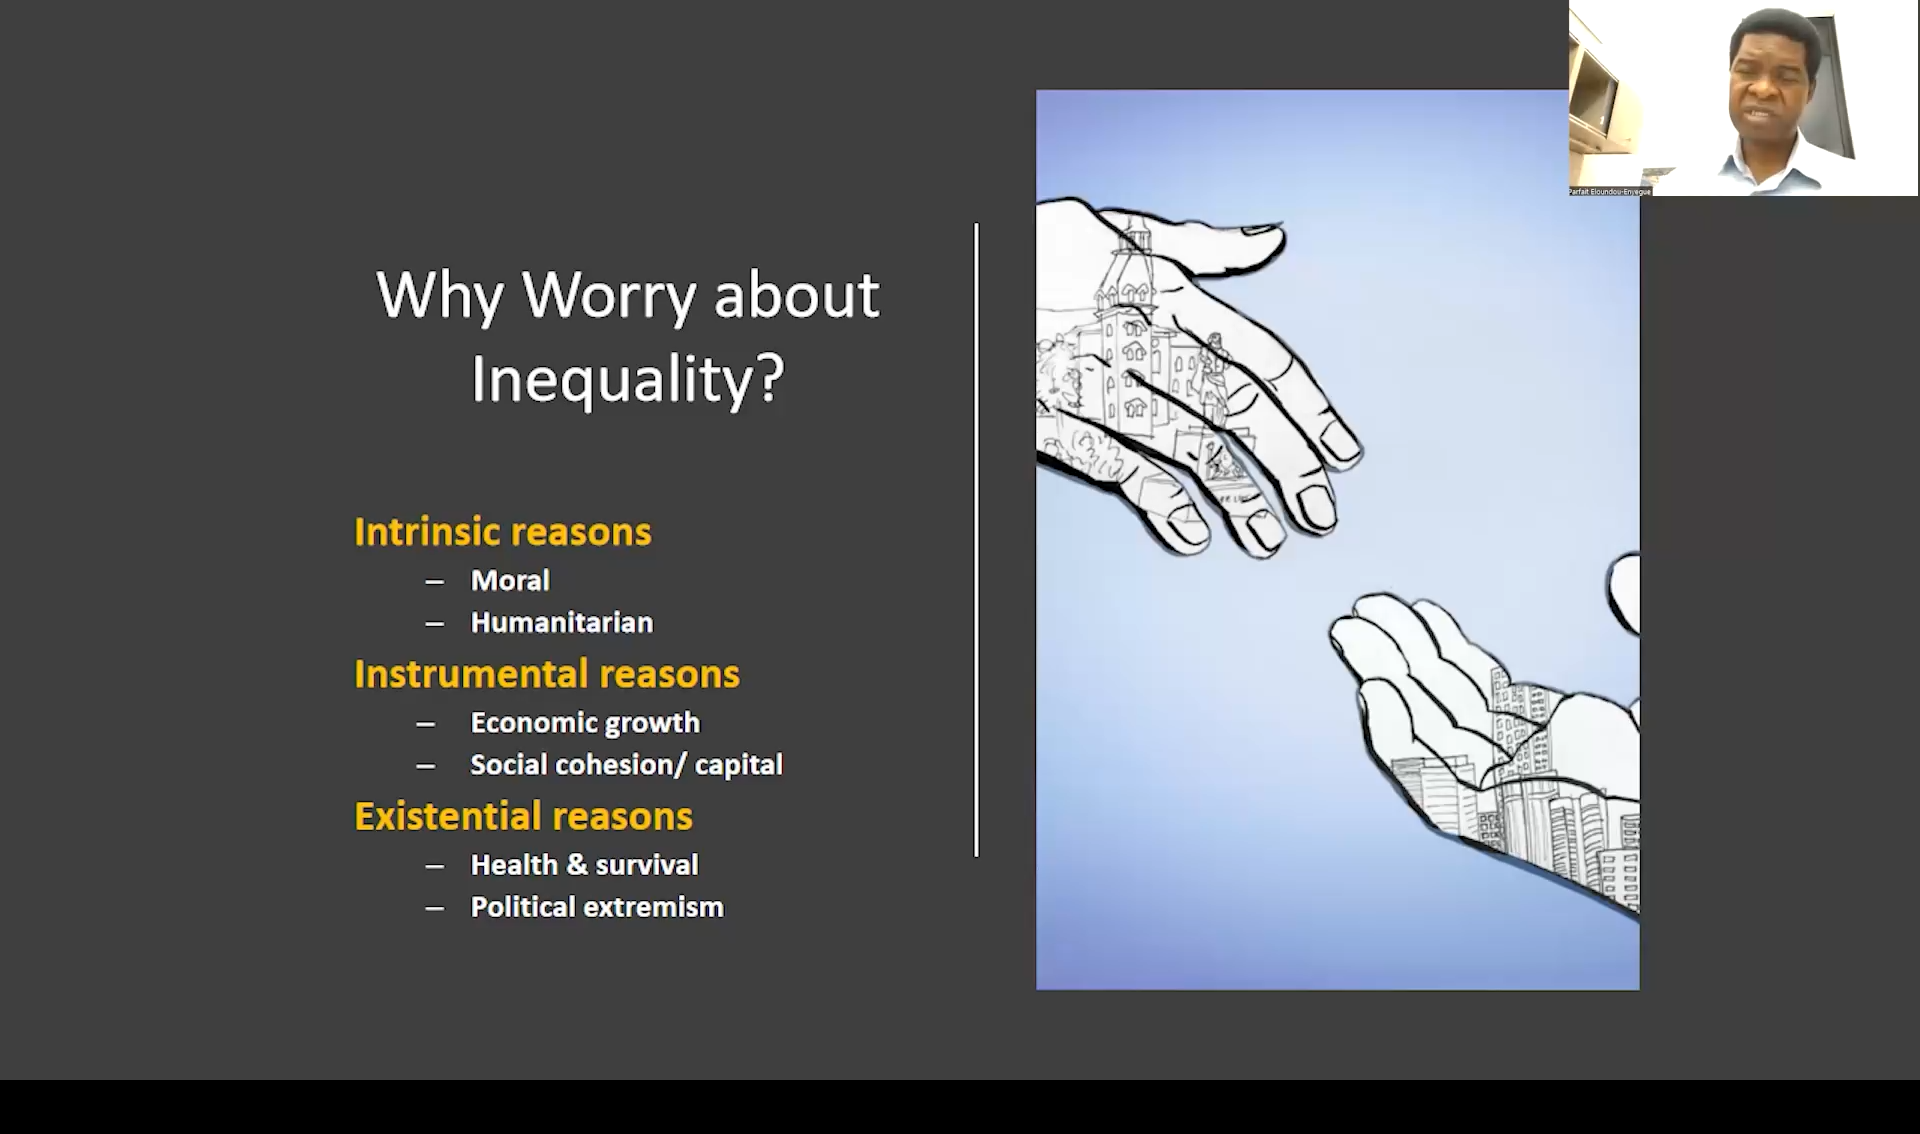 Why Worry about
Inequality?
Intrinsic reasons
– Moral
– Humanitarian
Instrumental reasons
– Economic growth
– Social cohesion/ capital
Existential reasons
– Health & survival
– Political extremism
Parfait Eloundou-Enyegue